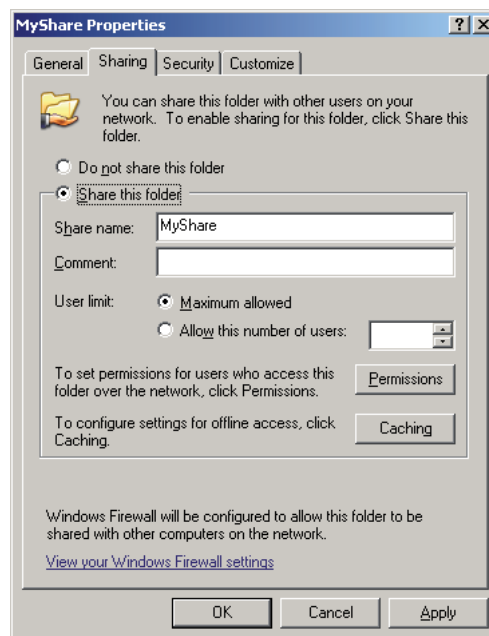 MyShare Properties
? X
General Sharing Security Customize
You can share this folder with other users on your
network. To enable sharing for this folder, click Share this
folder.
Do not share this folder
Share this folder
Share name: MyShare
Comment:
User limit: Maximum allowed
Allow this number of users:
To set permissions for users who access this
folder over the network, click Permissions.
Permissions
To configure settings for offline access, click
Caching.
Caching
Windows Firewall will be configured to allow this folder to be
shared with other computers on the network.
View your Windows Firewall settings
OK Cancel Apply